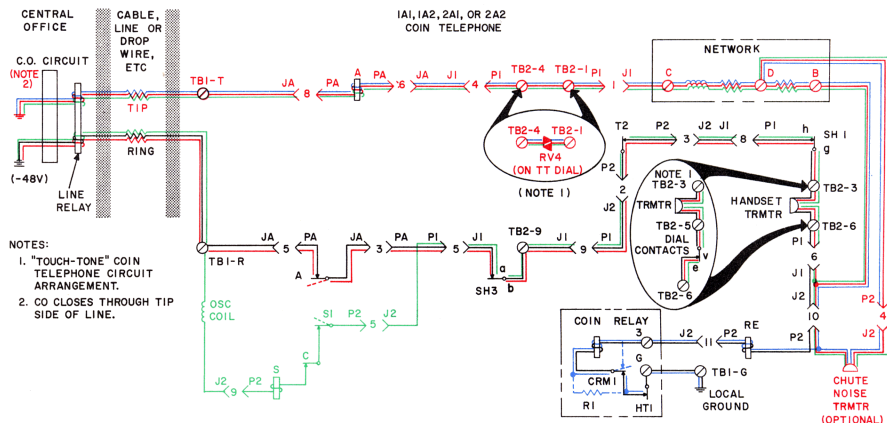 CENTRAL
OFFICE
CABLE,
LINE OR
DROP
WIRE,
ETC
1A1, 1A2, 2A1, OR 2A2
COIN TELEPHONE
NETWORK
C.O. CIRCUIT
(NOTE
2)
TB1-T
JA
8
PA
A
PA
6
JA
J1
4
P1
TB2-4
TB2-1
P1
1
J1
C
D
B
TIP
RING
(-48V)
LINE
RELAY
TB2-4
TB2-1
RV4
(ON TT DIAL)
(NOTE 1)
T2
P2
3
J2
J1
8
P1
h
SH 1
g
P2
2
J2
NOTE 1
TB2-3
TRMTR
TB2-5
DIAL
CONTACTS
v
e
TB2-6
TB2-3
HANDSET
TRMTR
TB2-6
P1
6
J1
J2
10
P2
P2
4
J2
TB1-R
JA
5
PA
A
JA
3
PA
P1
5
J1
a
SH3
b
TB2-9
J1
9
P1
NOTES:
1. "TOUCH-TONE" COIN
TELEPHONE CIRCUIT
ARRANGEMENT.
2. CO CLOSES THROUGH TIP
SIDE OF LINE.
OSC
COIL
S1
P2
5
J2
C
S
J2
9
P2
COIN RELAY
3
J2
11
P2
RE
G
TB1-G
CRM1
R1
HT1
LOCAL
GROUND
CHUTE
NOISE
TRMTR
(OPTIONAL)